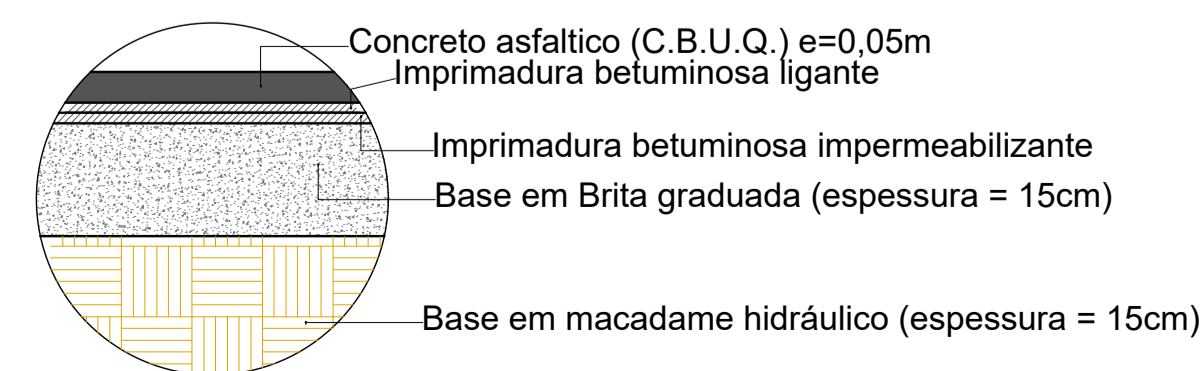 Concreto asfaltico (C.B.U.Q.) e=0,05m
Imprimadura betuminosa ligante
Imprimadura betuminosa impermeabilizante
Base em Brita graduada (espessura = 15cm)
Base em macadame hidráulico (espessura = 15cm)